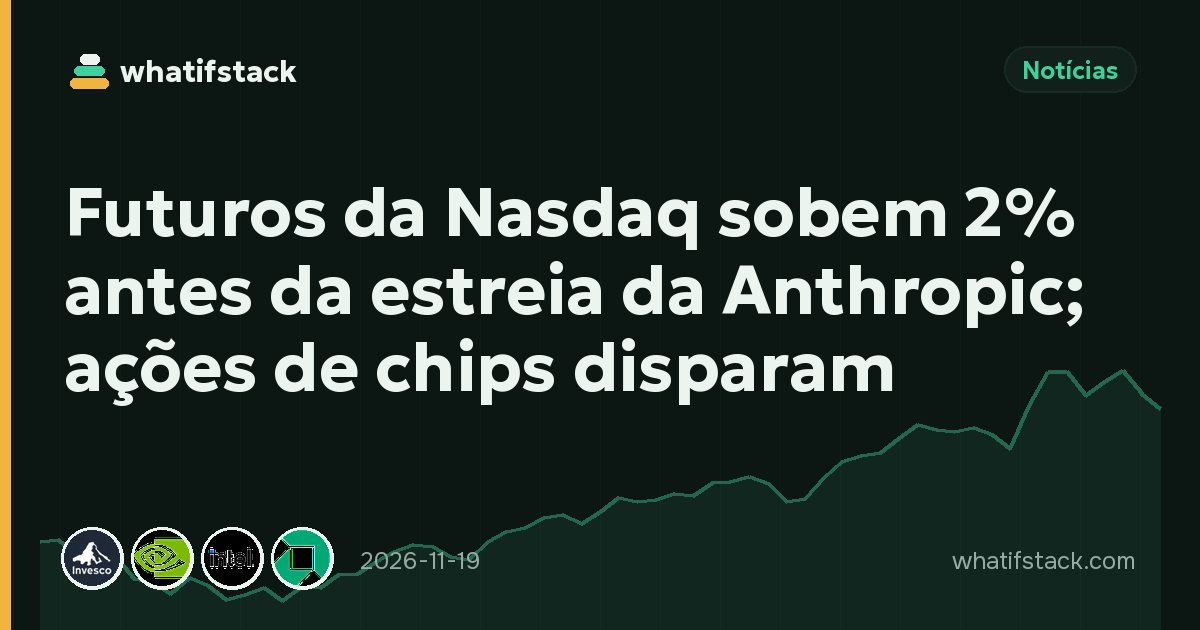 whatifstack
Notícias
Futuros da Nasdaq sobem 2%
antes da estreia da Anthropic;
ações de chips disparam
Invesco
intel
2026-11-19
whatifstack.com